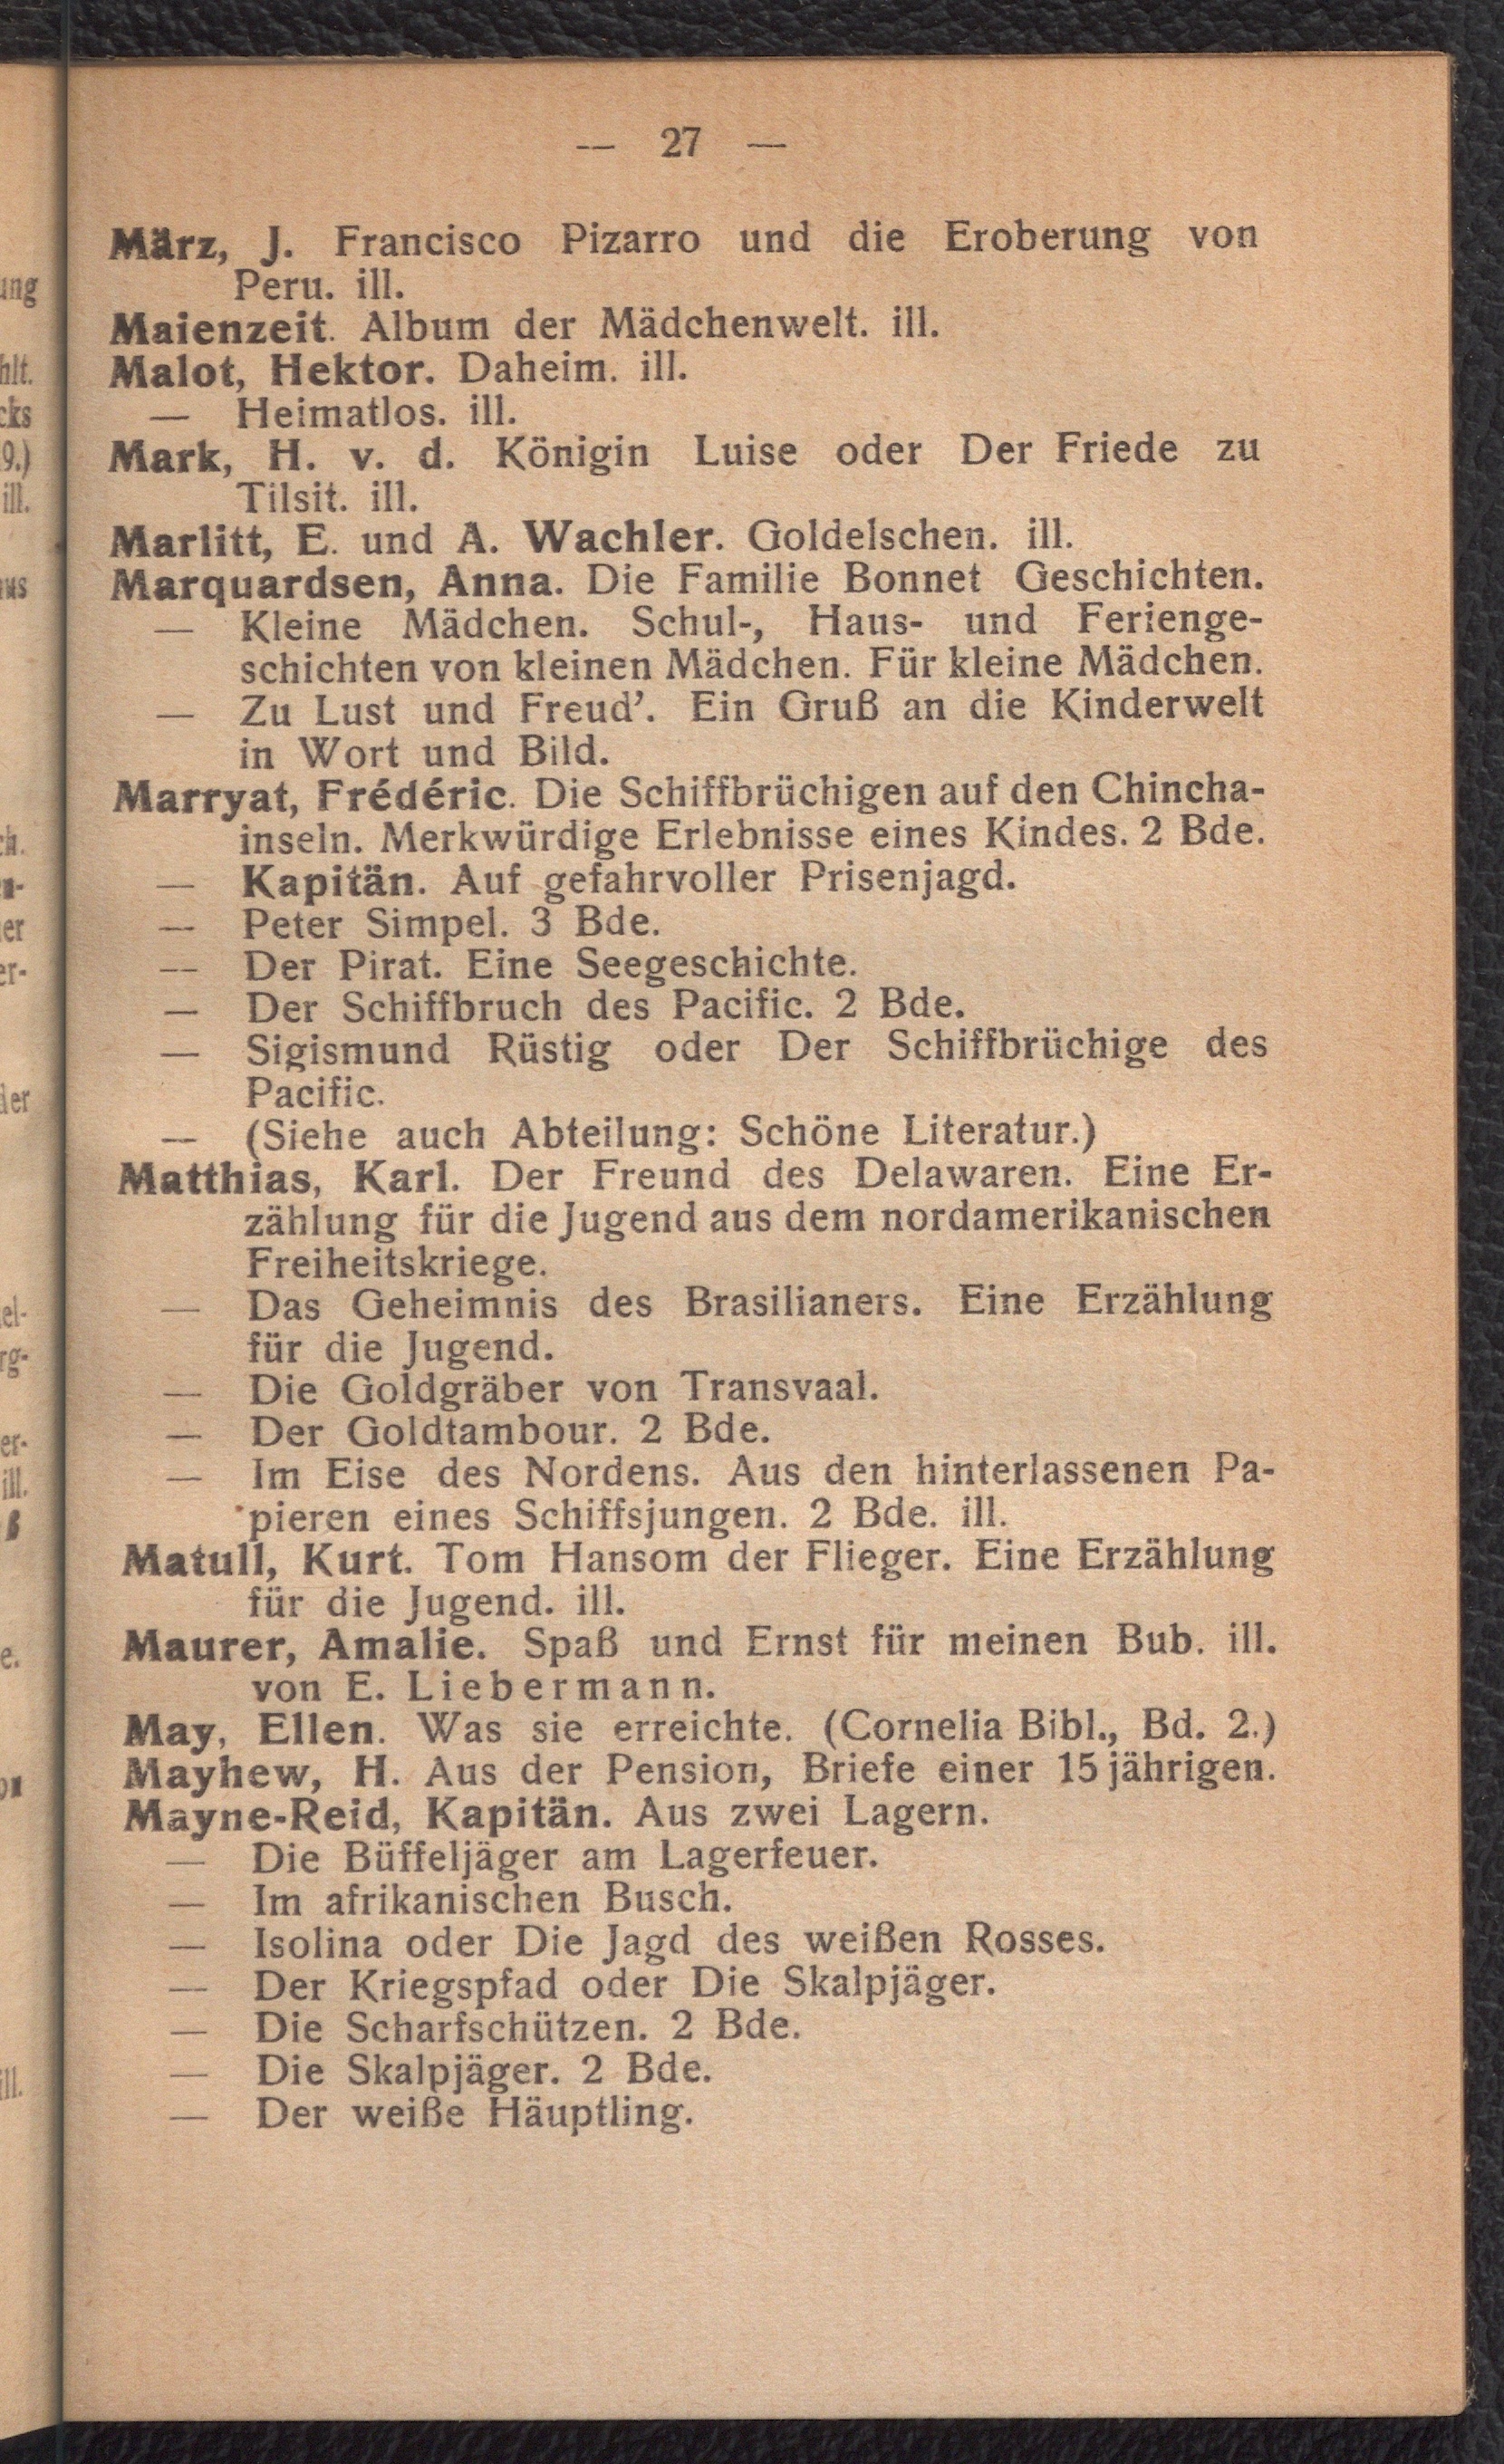 — 27 —
März, J. Francisco Pizarro und die Eroberung von
Peru. ill.
Maienzeit. Album der Mädchenwelt. ill.
Malot, Hektor. Daheim. ill.
— Heimatlos. ill.
Mark, H. v. d. Königin Luise oder Der Friede zu
Tilsit. ill.
Marlitt, E. und A. Wachler. Goldelschen. ill.
Marquardsen, Anna. Die Familie Bonnet Geschichten.
— Kleine Mädchen. Schul-, Haus- und Ferienge-
schichten von kleinen Mädchen. Für kleine Mädchen.
— Zu Lust und Freud’. Ein Gruß an die Kinderwelt
in Wort und Bild.
Marryat, Frédéric. Die Schiffbrüchigen auf den Chincha-
inseln. Merkwürdige Erlebnisse eines Kindes. 2 Bde.
— Kapitän. Auf gefahrvoller Prisenjagd.
— Peter Simpel. 3 Bde.
— Der Pirat. Eine Seegeschichte.
— Der Schiffbruch des Pacific. 2 Bde.
— Sigismund Rüstig oder Der Schiffbrüchige des
Pacific.
— (Siehe auch Abteilung: Schöne Literatur.)
Matthias, Karl. Der Freund des Delawaren. Eine Er-
zählung für die Jugend aus dem nordamerikanischen
Freiheitskriege.
— Das Geheimnis des Brasilianers. Eine Erzählung
für die Jugend.
— Die Goldgräber von Transvaal.
— Der Goldtambour. 2 Bde.
— Im Eise des Nordens. Aus den hinterlassenen Pa-
pieren eines Schiffsjungen. 2 Bde. ill.
Matull, Kurt. Tom Hansom der Flieger. Eine Erzählung
für die Jugend. ill.
Maurer, Amalie. Spaß und Ernst für meinen Bub. ill.
von E. Liebermann.
May, Ellen. Was sie erreichte. (Cornelia Bibl., Bd. 2.)
Mayhew, H. Aus der Pension, Briefe einer 15 jährigen.
Mayne-Reid, Kapitän. Aus zwei Lagern.
— Die Büffeljäger am Lagerfeuer.
— Im afrikanischen Busch.
— Isolina oder Die Jagd des weißen Rosses.
— Der Kriegspfad oder Die Skalpjäger.
— Die Scharfschützen. 2 Bde.
— Die Skalpjäger. 2 Bde.
— Der weiße Häuptling.